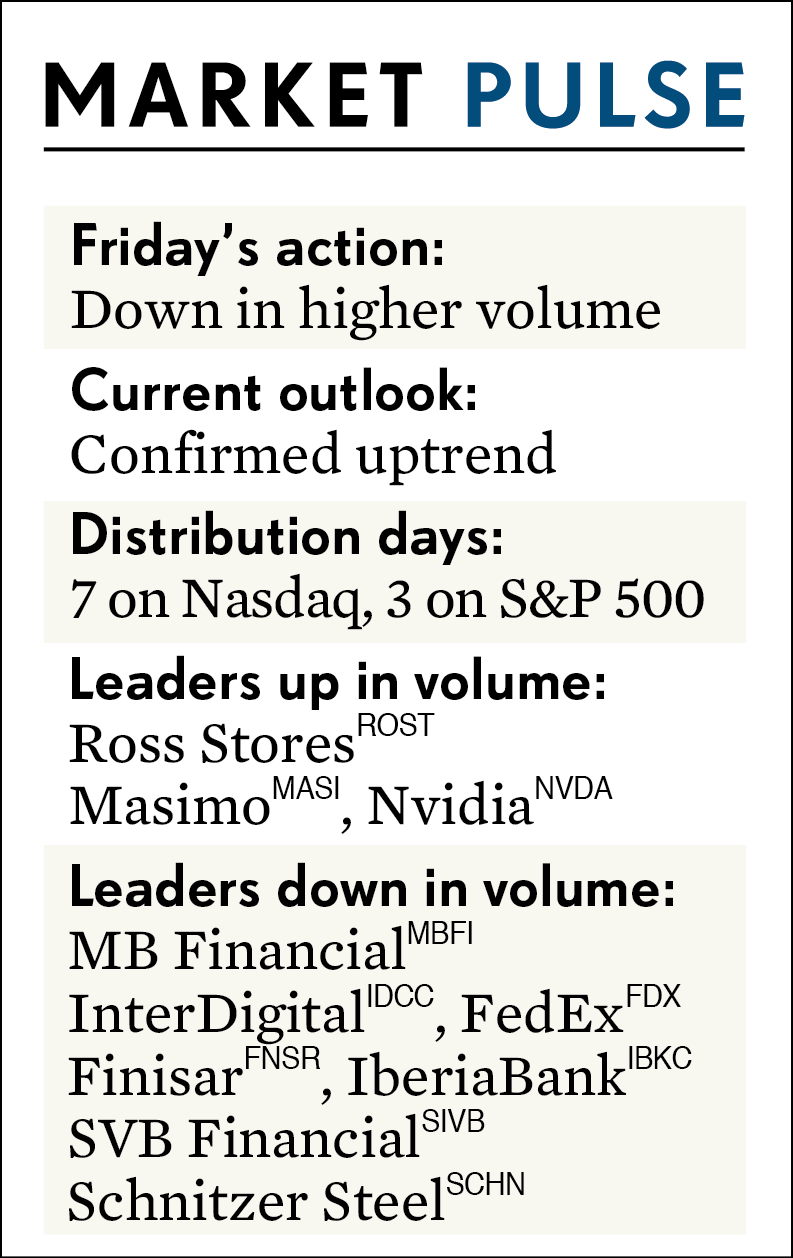 MARKET PULSE
Friday’s action:
Down in higher volume
Current outlook:
Confirmed uptrend
Distribution days:
7 on Nasdaq, 3 on S&P 500
Leaders up in volume:
Ross Stores ROST
Masimo MASI, Nvidia NVDA
Leaders down in volume:
MB Financial MBFI
InterDigital IDCC, FedEx FDX
Finisar FNSR, IberiaBank IBKC
SVB Financial SIVB
Schnitzer Steel SCHN